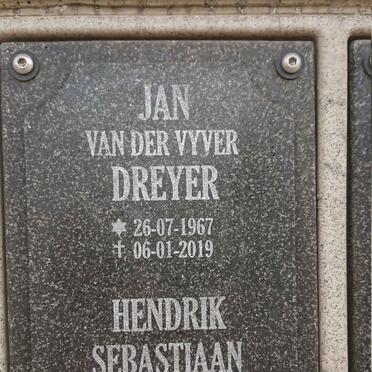 JAN
VAN DER VYVER
DREYER
✶ 26-07-1967
† 06-01-2019
HENDRIK
SEBASTIAAN